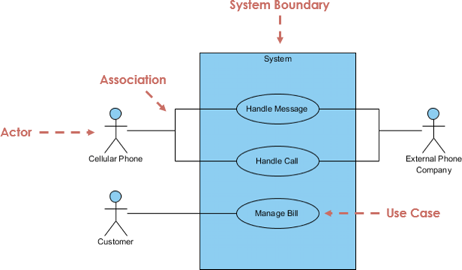 System Boundary
System
Association
Handle Message
Actor
Cellular Phone
Handle Call
External Phone
Company
Manage Bill
Use Case
Customer